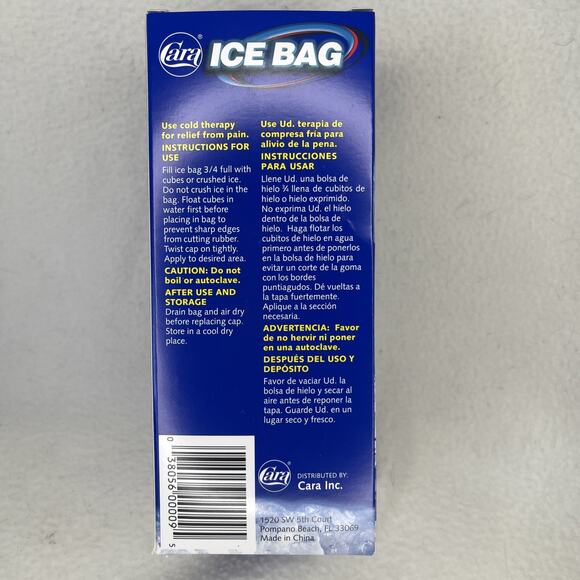 Cara® ICE BAG
Use cold therapy
for relief from pain.
INSTRUCTIONS FOR
USE
Fill ice bag 3/4 full with
cubes or crushed ice.
Do not crush ice in the
bag. Float cubes in
water first before
placing in bag to
prevent sharp edges
from cutting rubber.
Twist cap on tightly.
Apply to desired area.
CAUTION: Do not
boil or autoclave.
AFTER USE AND
STORAGE
Drain bag and air dry
before replacing cap.
Store in a cool dry
place.
Use Ud. terapia de
compresa fría para
alivio de la pena.
INSTRUCCIONES
PARA USAR
Llene Ud. una bolsa de
hielo ¾ llena de cubitos de
hielo o hielo exprimido.
No exprima Ud. el hielo
dentro de la bolsa de
hielo. Haga flotar los
cubitos de hielo en agua
primero antes de ponerlos
en la bolsa de hielo para
evitar un corte de la goma
con los bordes
puntiagudos. Dé vueltas a
la tapa fuertemente.
Aplique a la sección
necesaria.
ADVERTENCIA: Favor
de no hervir ni poner
en una autoclave.
DESPUÉS DEL USO Y
DEPÓSITO
Favor de vaciar Ud. la
bolsa de hielo y secar al
aire antes de reponer la
tapa. Guarde Ud. en un
lugar seco y fresco.
0 38056 00009 5
Cara®
DISTRIBUTED BY:
Cara Inc.
1520 SW 5th Court
Pompano Beach, FL 33069
Made in China